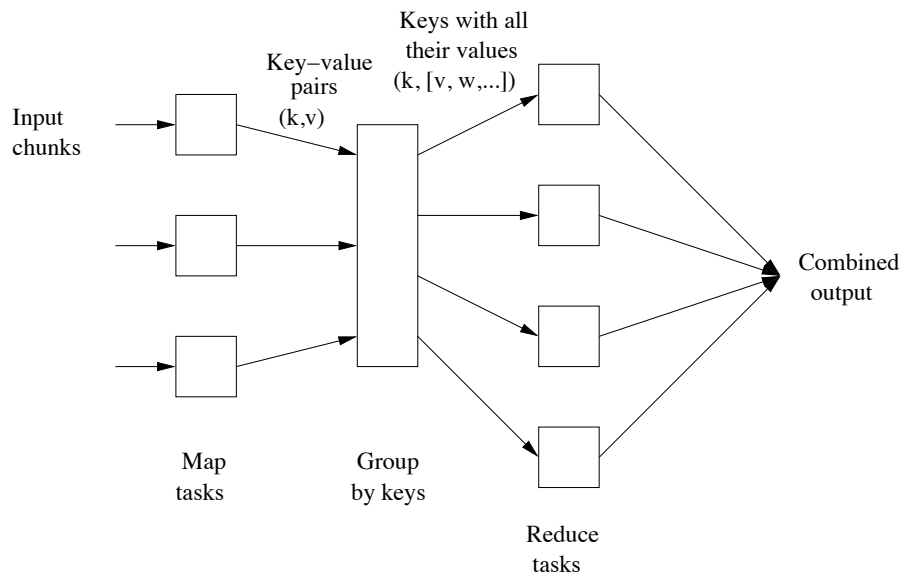 Input
chunks
Key−value
pairs
(k,v)
Keys with all
their values
(k, [v, w,...])
Combined
output
Map
tasks
Group
by keys
Reduce
tasks